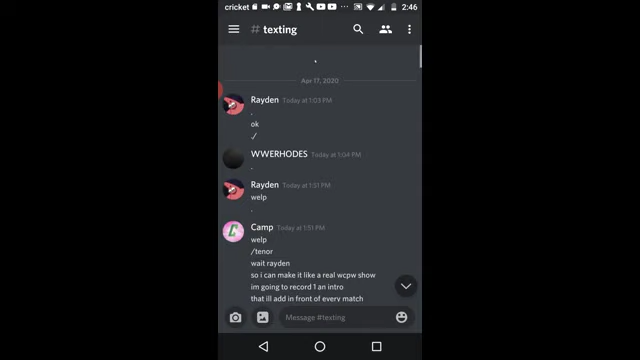 cricket 2:46
# texting
.
Apr 17, 2020
Rayden Today at 1:03 PM
.
ok
✓
WWERHODES Today at 1:04 PM
.
Rayden Today at 1:51 PM
welp
.
Camp Today at 1:51 PM
welp
/tenor
wait rayden
so i can make it like a real wcpw show
im going to record 1 an intro
that ill add in front of every match
Message #texting